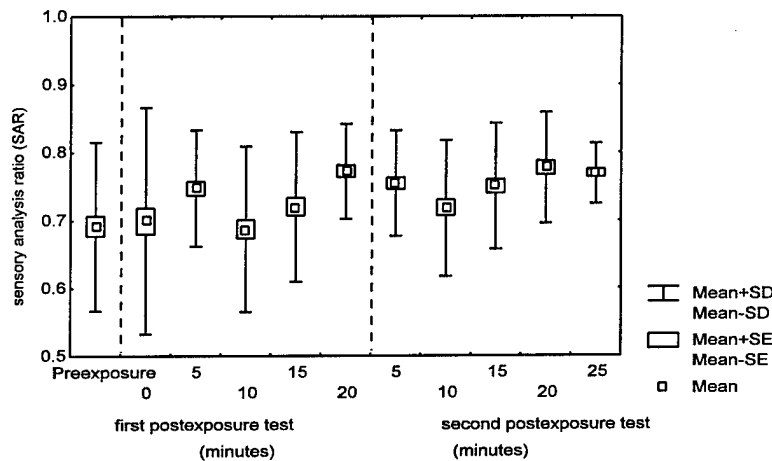 1.0
0.9
0.8
0.7
0.6
0.5
sensory analysis ratio (SAR)
Preexposure 5 15 5 15 25
0 10 20 10 20
first postexposure test
(minutes)
second postexposure test
(minutes)
Mean+SD
Mean-SD
Mean+SE
Mean-SE
Mean